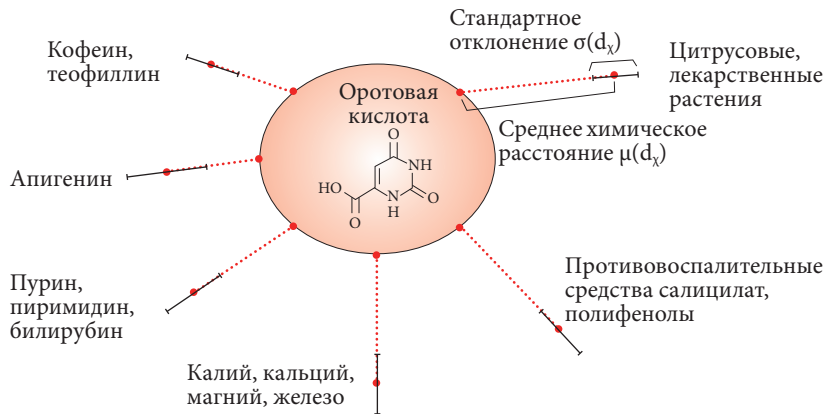 Стандартное
отклонение σ(dχ)
Кофеин,
теофиллин
Цитрусовые,
лекарственные
растения
Оротовая
кислота
Среднее химическое
расстояние μ(dχ)
O
NH
HO
N
H
O
O
Апигенин
Пурин,
пиримидин,
билирубин
Противовоспалительные
средства салицилат,
полифенолы
Калий, кальций,
магний, железо